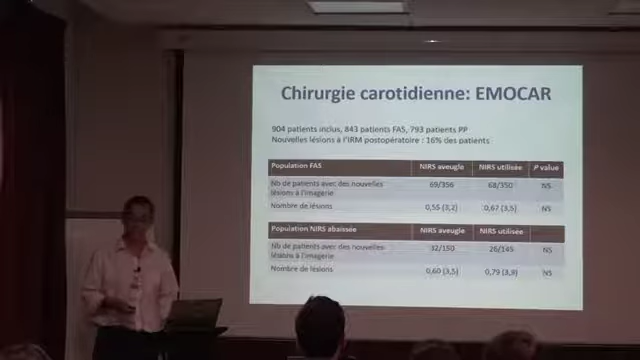 Chirurgie carotidienne: EMOCAR
904 patients inclus, 843 patients FAS, 793 patients PP
Nouvelles lésions à l'IRM postopératoire : 16% des patients
Population FAS NIRS aveugle NIRS utilisée P value
Nb de patients avec des nouvelles
lésions à l'imagerie 69/356 68/350 NS
Nombre de lésions 0,55 (3,2) 0,67 (3,5) NS
Population NIRS abaissée NIRS aveugle NIRS utilisée
Nb de patients avec des nouvelles
lésions à l'imagerie 32/150 26/145 NS
Nombre de lésions 0,60 (3,5) 0,79 (3,9) NS